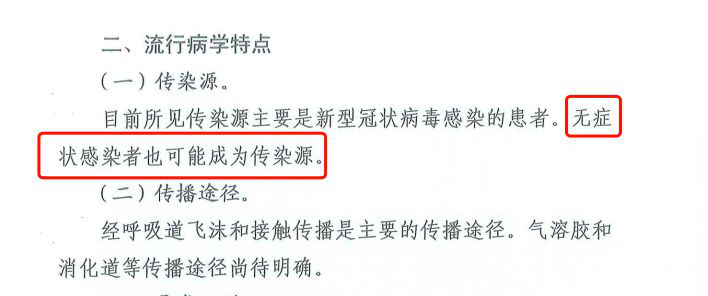 二、流行病学特点
（一）传染源。
目前所见传染源主要是新型冠状病毒感染的患者。无症
状感染者也可能成为传染源。
（二）传播途径。
经呼吸道飞沫和接触传播是主要的传播途径。气溶胶和
消化道等传播途径尚待明确。